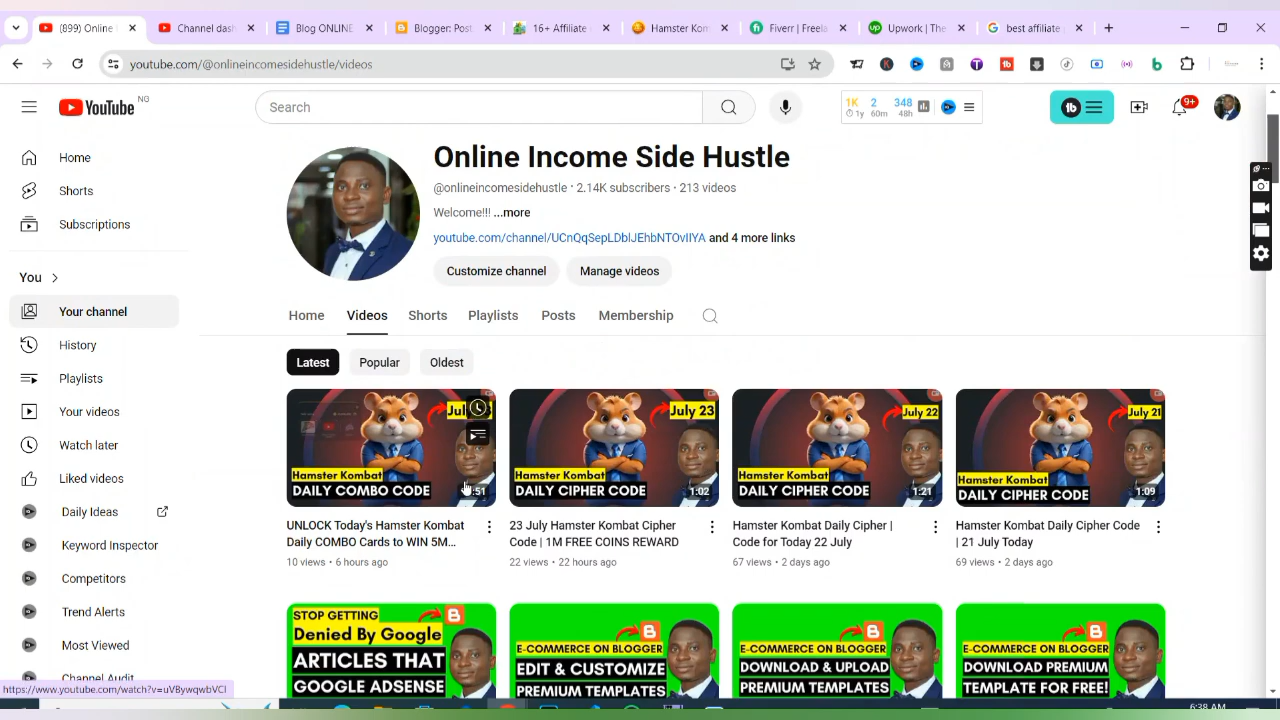 (899) Online
Channel das
Blog ONLINE
Blogger: Post
16+ Affiliate
Hamster Kom
Fiverr | Freela
Upwork | The
best affiliate
youtube.com/@onlineincomesidehustle/videos
YouTube NG
Search
1K 2 348
1y 60m 48h
9+
Home
Shorts
Subscriptions
You
Your channel
History
Playlists
Your videos
Watch later
Liked videos
Daily Ideas
Keyword Inspector
Competitors
Trend Alerts
Most Viewed
Channel Audit
https://www.youtube.com/watch?v=uVBywqwbVCI
Online Income Side Hustle
@onlineincomesidehustle · 2.14K subscribers · 213 videos
Welcome!!! ...more
youtube.com/channel/UCnQqSepLDblJEhbNTOvIIYA and 4 more links
Customize channel
Manage videos
Home
Videos
Shorts
Playlists
Posts
Membership
Latest
Popular
Oldest
Hamster Kombat
DAILY COMBO CODE
:51
UNLOCK Today's Hamster Kombat
Daily COMBO Cards to WIN 5M...
10 views • 6 hours ago
July 23
Hamster Kombat
DAILY CIPHER CODE
1:02
23 July Hamster Kombat Cipher
Code | 1M FREE COINS REWARD
22 views • 22 hours ago
July 22
Hamster Kombat
DAILY CIPHER CODE
1:21
Hamster Kombat Daily Cipher |
Code for Today 22 July
67 views • 2 days ago
July 21
Hamster Kombat
DAILY CIPHER CODE
1:09
Hamster Kombat Daily Cipher Code
| 21 July Today
69 views • 2 days ago
STOP GETTING
Denied By Google
ARTICLES THAT
GOOGLE ADSENSE
E-COMMERCE ON BLOGGER
EDIT & CUSTOMIZE
PREMIUM TEMPLATES
E-COMMERCE ON BLOGGER
DOWNLOAD & UPLOAD
PREMIUM TEMPLATES
E-COMMERCE ON BLOGGER
DOWNLOAD PREMIUM
TEMPLATE FOR FREE!
6:38 AM